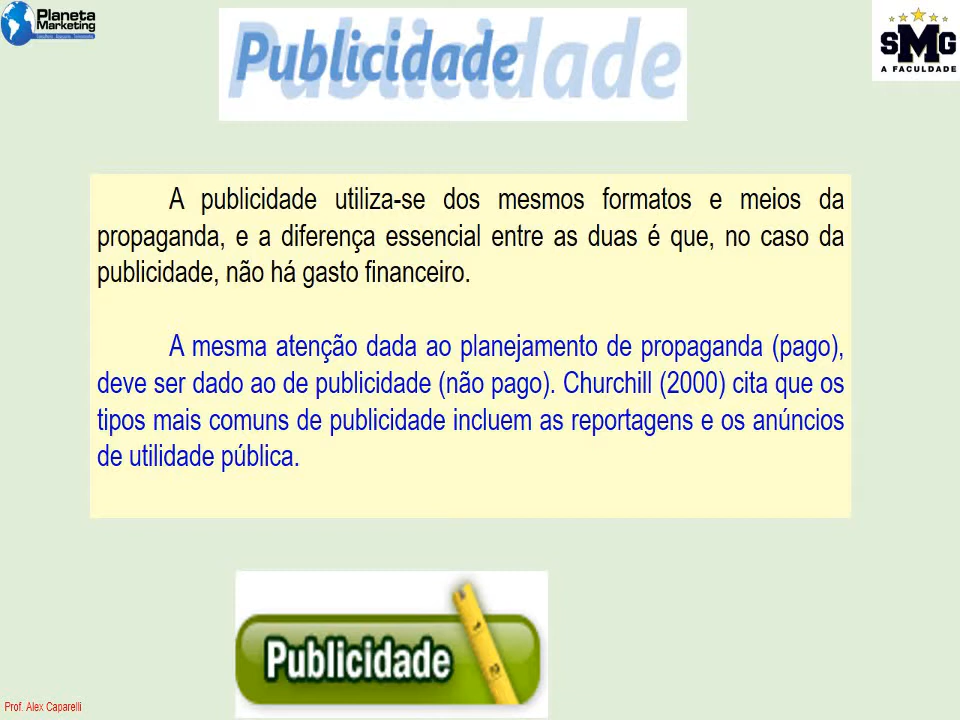 Planeta
Marketing
Publicidade
SMG
A FACULDADE
A publicidade utiliza-se dos mesmos formatos e meios da
propaganda, e a diferença essencial entre as duas é que, no caso da
publicidade, não há gasto financeiro.
A mesma atenção dada ao planejamento de propaganda (pago),
deve ser dado ao de publicidade (não pago). Churchill (2000) cita que os
tipos mais comuns de publicidade incluem as reportagens e os anúncios
de utilidade pública.
Publicidade
Prof. Alex Caparelli